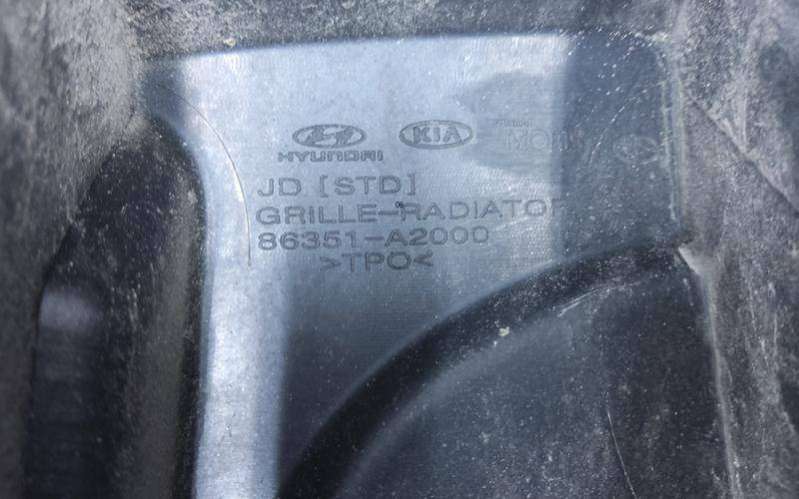 HYUNDAI KIA
JD [STD]
GRILLE-RADIATOR
86351-A2000
>TPO<